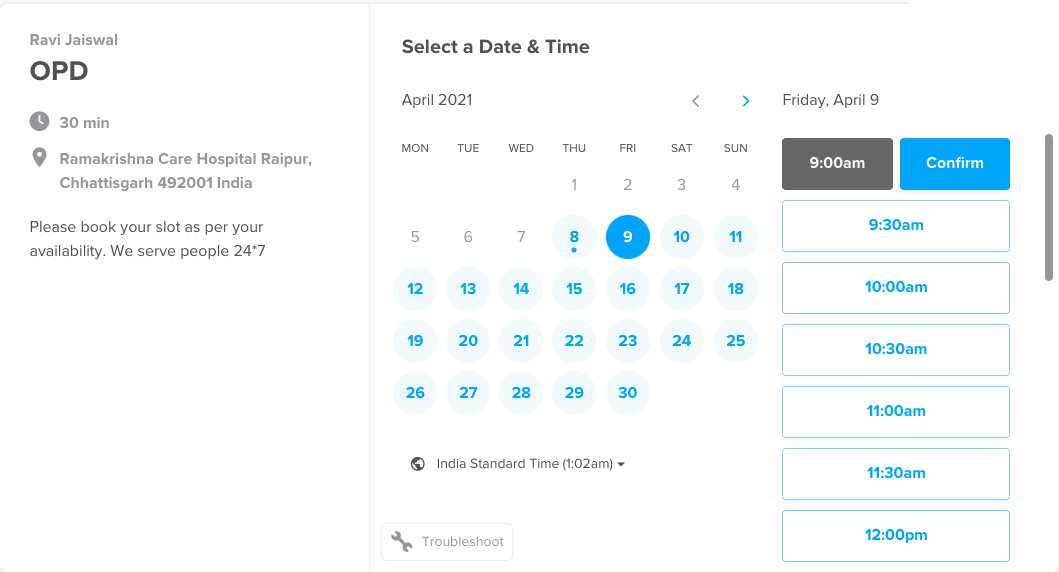 Ravi Jaiswal
OPD
30 min
Ramakrishna Care Hospital Raipur,
Chhattisgarh 492001 India
Please book your slot as per your
availability. We serve people 24*7
Select a Date & Time
April 2021
MON TUE WED THU FRI SAT SUN
1 2 3 4
5 6 7 8 9 10 11
12 13 14 15 16 17 18
19 20 21 22 23 24 25
26 27 28 29 30
India Standard Time (1:02am)
Troubleshoot
Friday, April 9
9:00am Confirm
9:30am
10:00am
10:30am
11:00am
11:30am
12:00pm